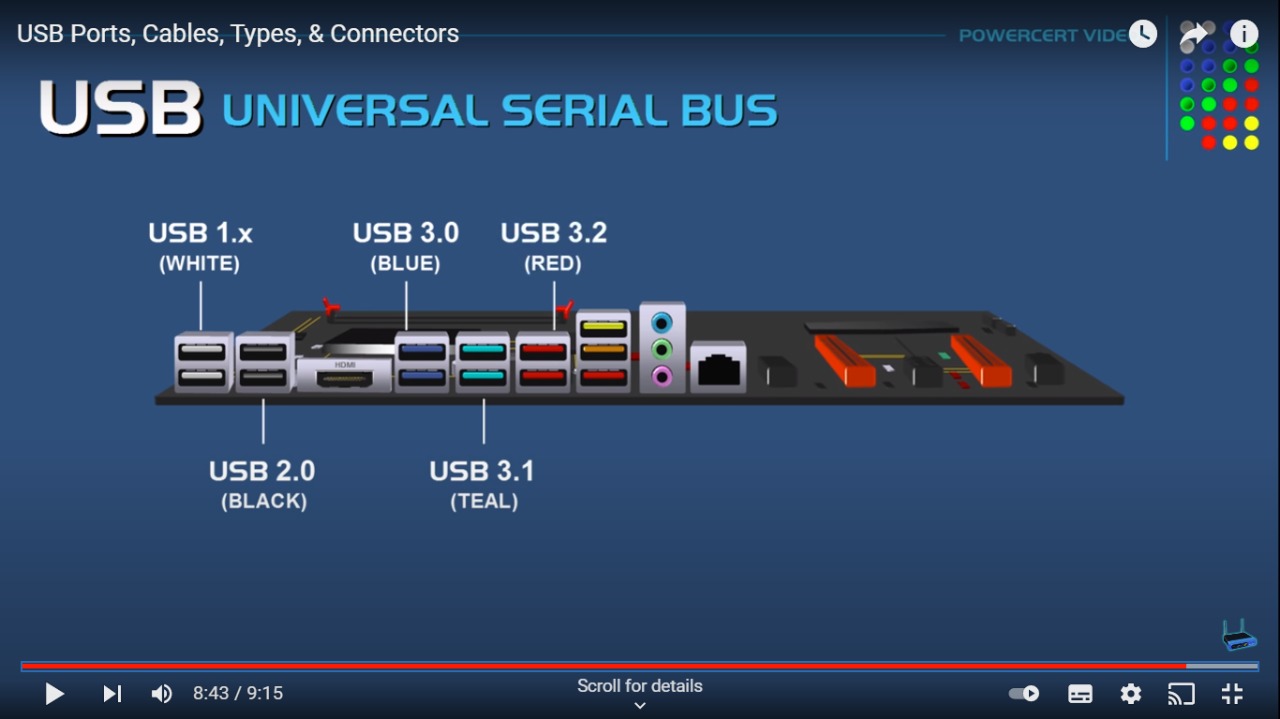 USB Ports, Cables, Types, & Connectors
POWERCERT VIDE
USB UNIVERSAL SERIAL BUS
USB 1.x
(WHITE)
USB 3.0
(BLUE)
USB 3.2
(RED)
HDMI
USB 2.0
(BLACK)
USB 3.1
(TEAL)
8:43 / 9:15
Scroll for details